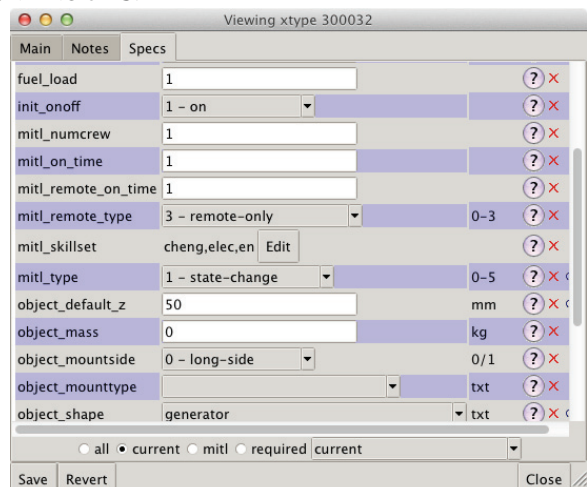 Viewing xtype 300032
Main Notes Specs
fuel_load 1 ? ×
init_onoff 1 – on ? ×
mitl_numcrew 1 ? ×
mitl_on_time 1 ? ×
mitl_remote_on_time 1 ? ×
mitl_remote_type 3 – remote-only 0-3 ? ×
mitl_skillset cheng,elec,en Edit ? ×
mitl_type 1 – state-change 0-5 ? ×
object_default_z 50 mm ? ×
object_mass 0 kg ? ×
object_mountside 0 – long-side 0/1 ? ×
object_mounttype txt ? ×
object_shape generator txt ? ×
all current mitl required current
Save Revert Close